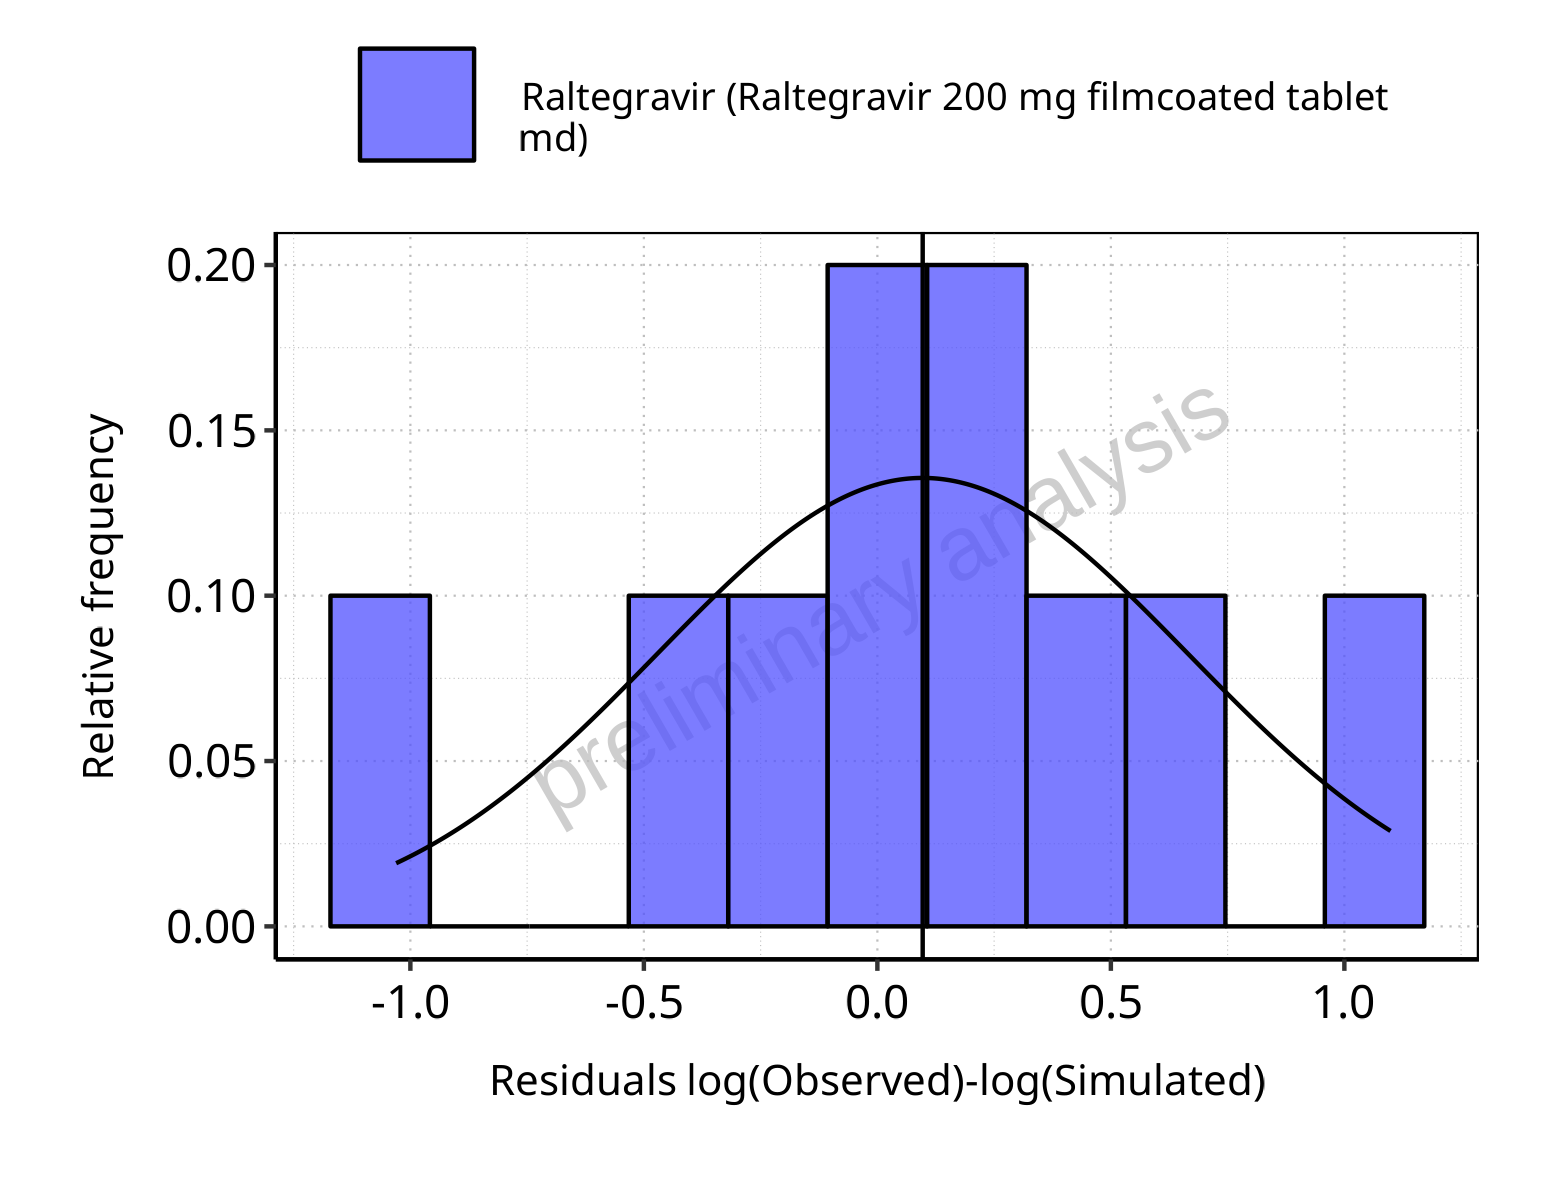 Raltegravir (Raltegravir 200 mg filmcoated tablet
md)
0.20
0.15
0.10
0.05
0.00
Relative frequency
preliminary analysis
-1.0 -0.5 0.0 0.5 1.0
Residuals log(Observed)-log(Simulated)